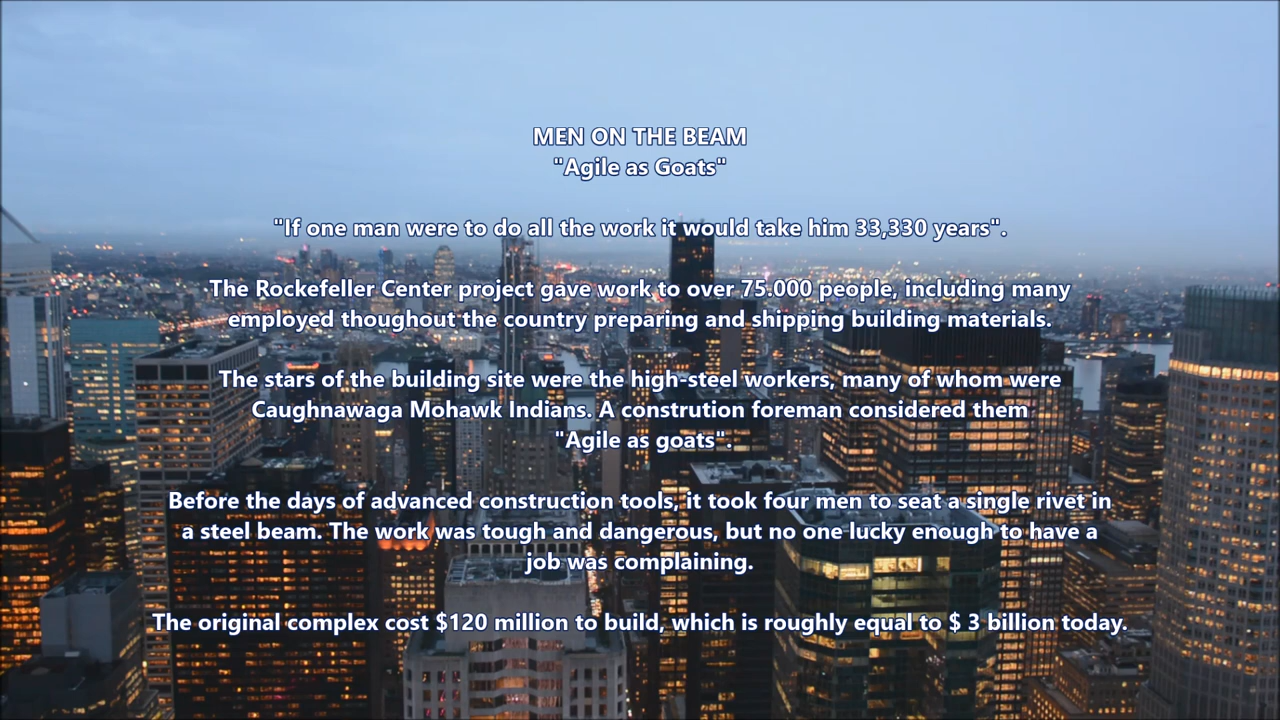 MEN ON THE BEAM
"Agile as Goats"
"If one man were to do all the work it would take him 33,330 years".
The Rockefeller Center project gave work to over 75.000 people, including many
employed thoughout the country preparing and shipping building materials.
The stars of the building site were the high-steel workers, many of whom were
Caughnawaga Mohawk Indians. A constrution foreman considered them
"Agile as goats".
Before the days of advanced construction tools, it took four men to seat a single rivet in
a steel beam. The work was tough and dangerous, but no one lucky enough to have a
job was complaining.
The original complex cost $120 million to build, which is roughly equal to $ 3 billion today.